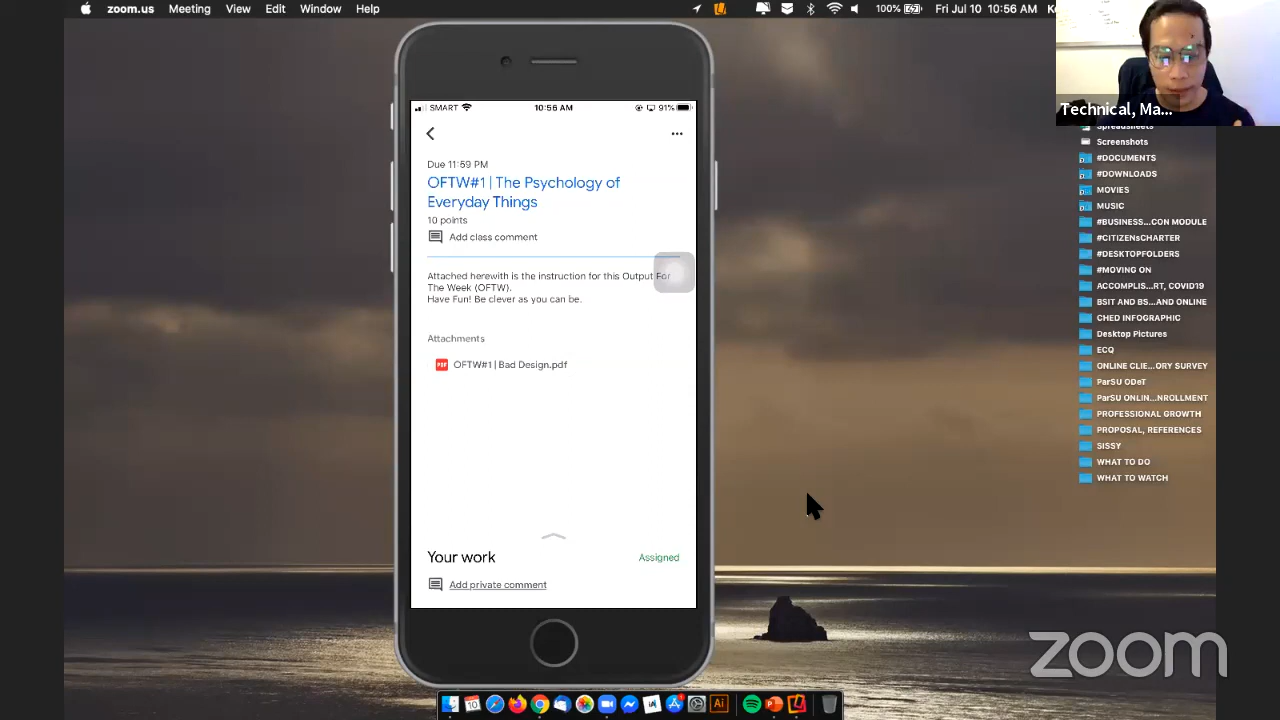 zoom.us Meeting View Edit Window Help
100% Fri Jul 10 10:56 AM
Technical, Ma...
SMART 10:56 AM 91%
Due 11:59 PM
OFTW#1 | The Psychology of
Everyday Things
10 points
Add class comment
Attached herewith is the instruction for this Output For
The Week (OFTW).
Have Fun! Be clever as you can be.
Attachments
PDF OFTW#1 | Bad Design.pdf
Your work Assigned
Add private comment
Spreadsheets
Screenshots
#DOCUMENTS
#DOWNLOADS
MOVIES
MUSIC
#BUSINESS...CON MODULE
#CITIZENsCHARTER
#DESKTOPFOLDERS
#MOVING ON
ACCOMPLIS...RT, COVID19
BSIT AND BS...AND ONLINE
CHED INFOGRAPHIC
Desktop Pictures
ECQ
ONLINE CLIE...ORY SURVEY
ParSU ODeT
ParSU ONLIN...NROLLMENT
PROFESSIONAL GROWTH
PROPOSAL, REFERENCES
SISSY
WHAT TO DO
WHAT TO WATCH
zoom